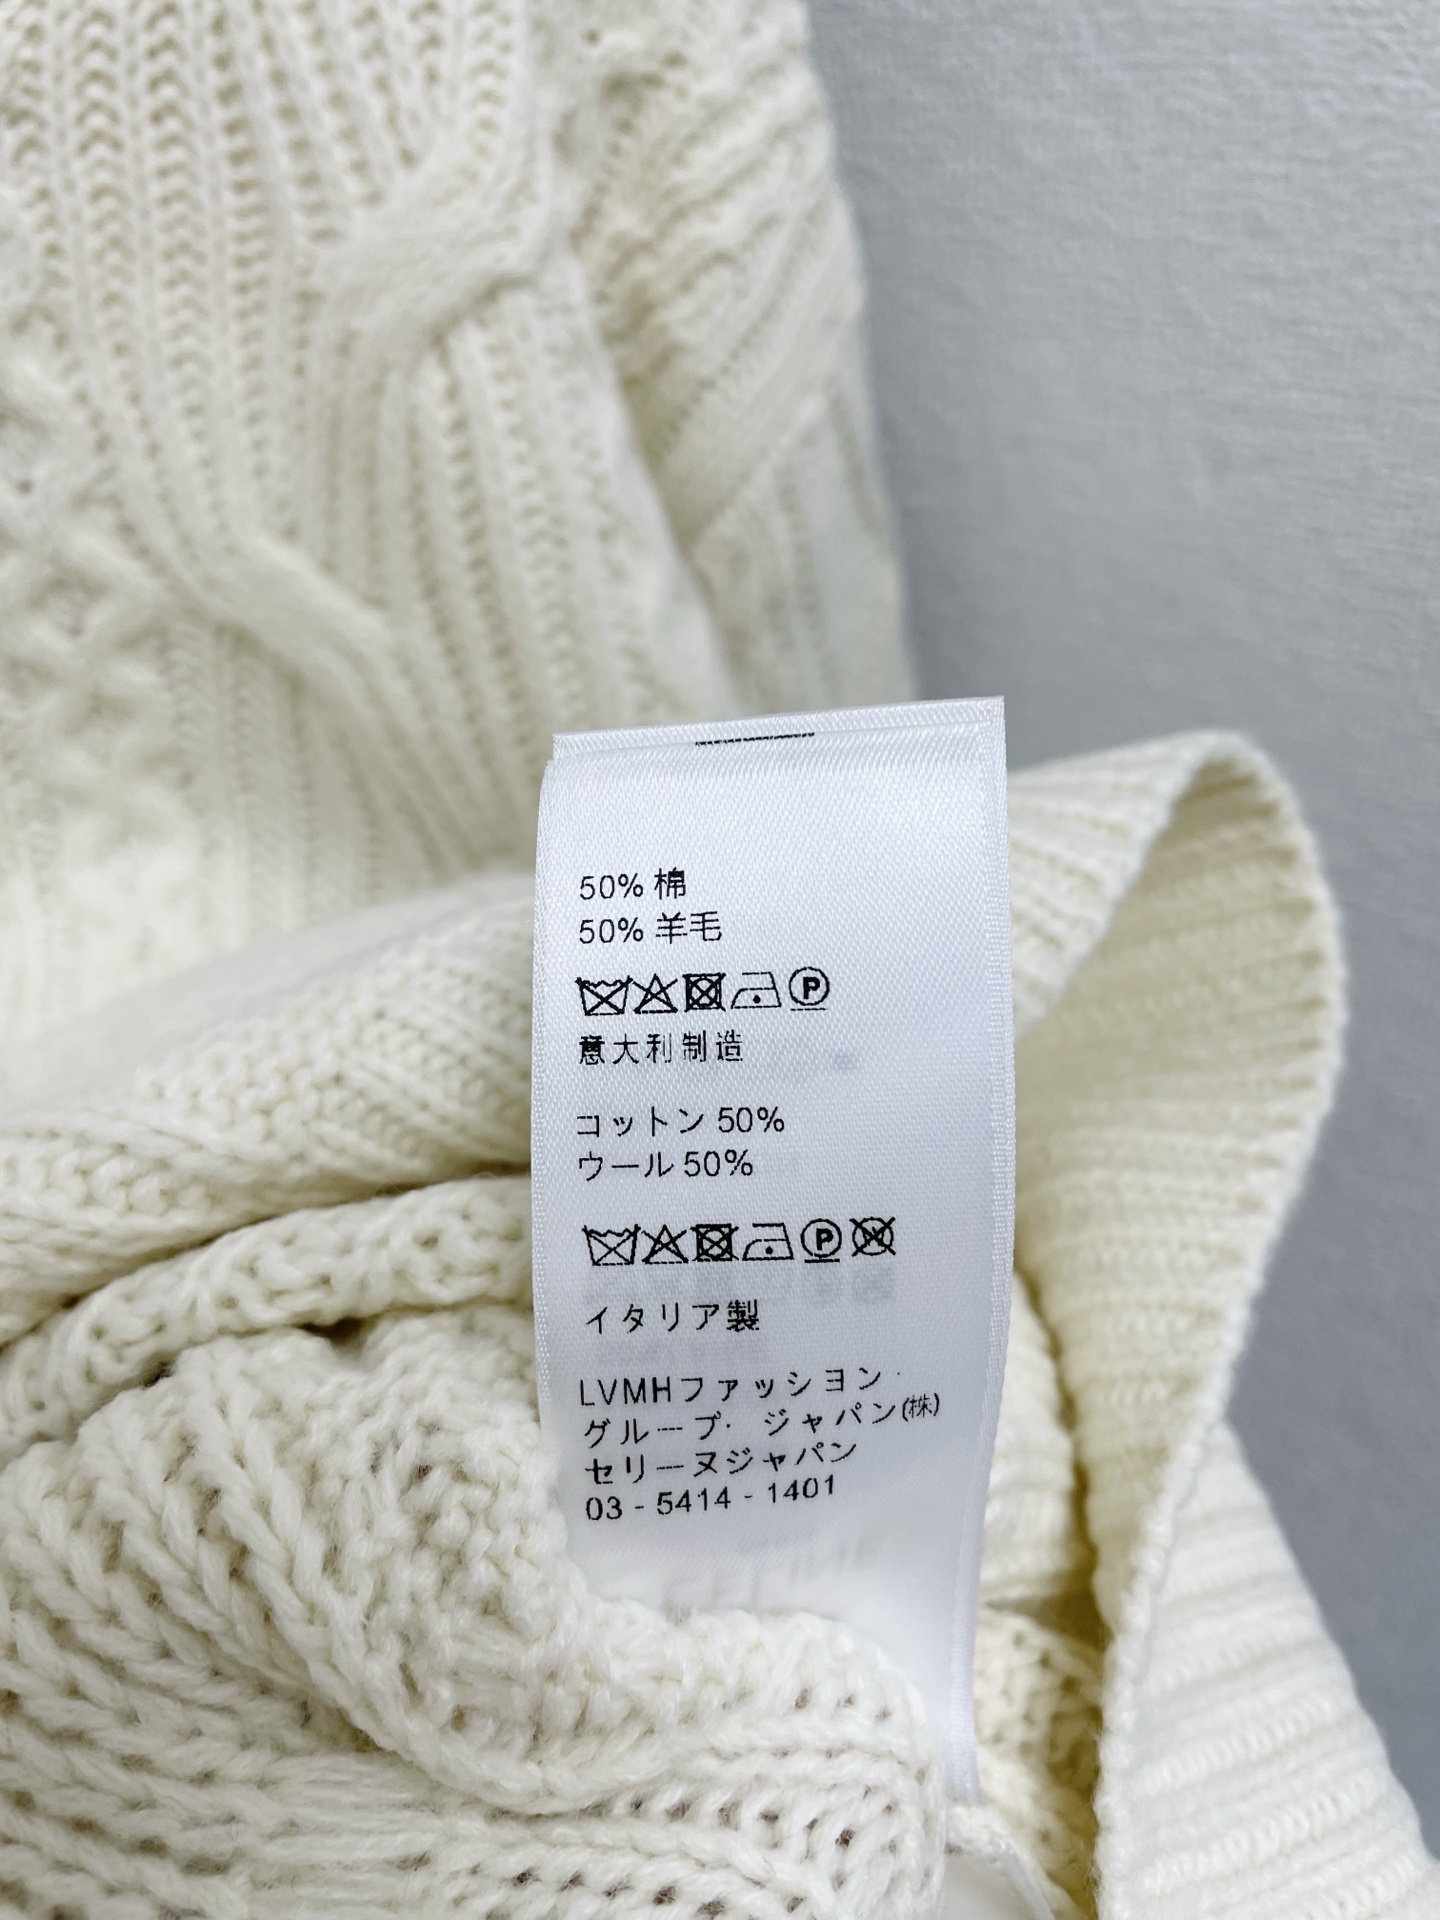 50% 棉
50% 羊毛
P
意大利制造
コットン 50%
ウール 50%
P W
イタリア製
LVMHファッション・
グループ・ ジャパン(株)
セリーヌジャパン
03 - 5414 - 1401